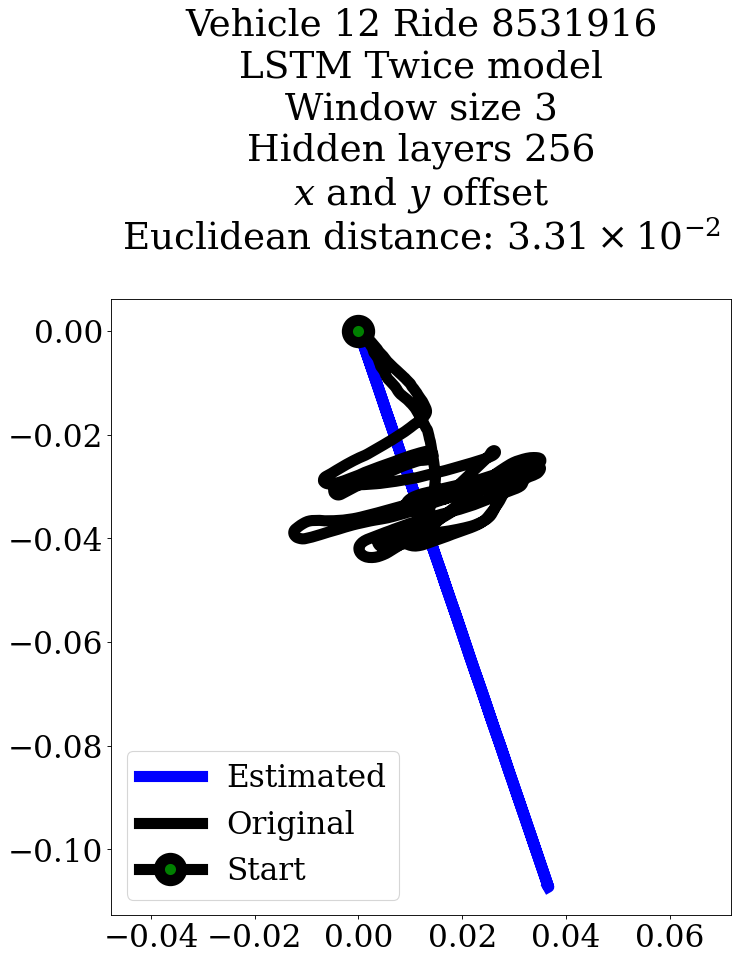 Vehicle 12 Ride 8531916
LSTM Twice model
Window size 3
Hidden layers 256
x and y offset
Euclidean distance: 3.31 × 10⁻²
0.00
−0.02
−0.04
−0.06
−0.08
−0.10
Estimated
Original
Start
−0.04 −0.02 0.00 0.02 0.04 0.06